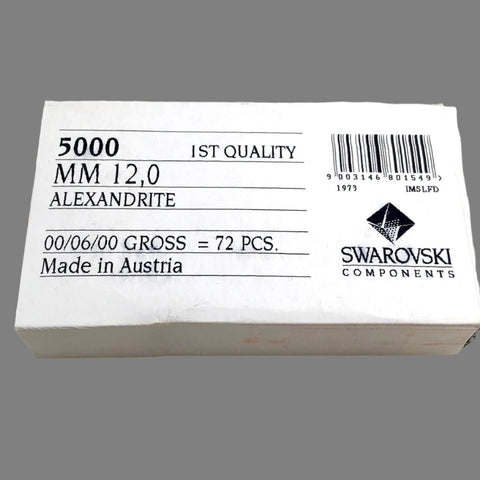 5000 1ST QUALITY
MM 12,0
ALEXANDRITE
00/06/00 GROSS = 72 PCS.
Made in Austria
9 003146 801549 >
1973 IMSLFD
SWAROVSKI
COMPONENTS